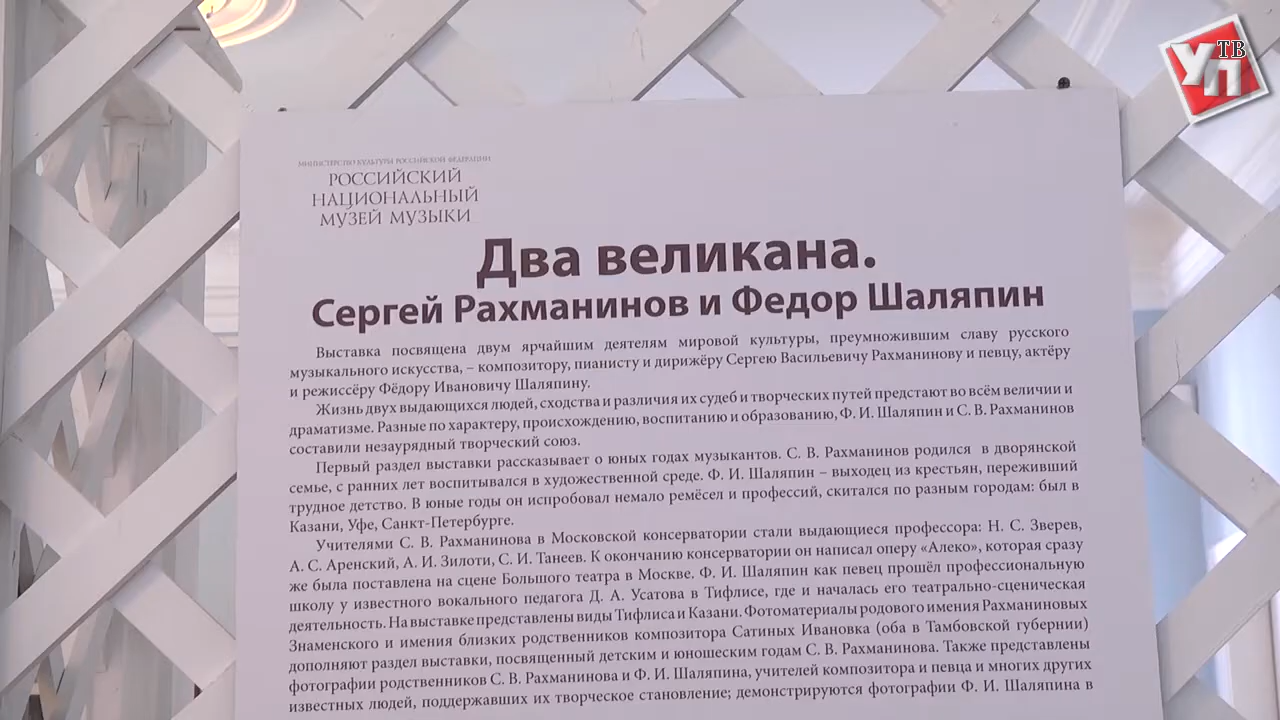 УП
ТВ
МИНИСТЕРСТВО КУЛЬТУРЫ РОССИЙСКОЙ ФЕДЕРАЦИИ
РОССИЙСКИЙ
НАЦИОНАЛЬНЫЙ
МУЗЕЙ МУЗЫКИ
Два великана.
Сергей Рахманинов и Федор Шаляпин
Выставка посвящена двум ярчайшим деятелям мировой культуры, преумножившим славу русского
музыкального искусства, – композитору, пианисту и дирижёру Сергею Васильевичу Рахманинову и певцу, актёру
и режиссёру Фёдору Ивановичу Шаляпину.
Жизнь двух выдающихся людей, сходства и различия их судеб и творческих путей предстают во всём величии и
драматизме. Разные по характеру, происхождению, воспитанию и образованию, Ф. И. Шаляпин и С. В. Рахманинов
составили незаурядный творческий союз.
Первый раздел выставки рассказывает о юных годах музыкантов. С. В. Рахманинов родился в дворянской
семье, с ранних лет воспитывался в художественной среде. Ф. И. Шаляпин – выходец из крестьян, переживший
трудное детство. В юные годы он испробовал немало ремёсел и профессий, скитался по разным городам: был в
Казани, Уфе, Санкт-Петербурге.
Учителями С. В. Рахманинова в Московской консерватории стали выдающиеся профессора: Н. С. Зверев,
А. С. Аренский, А. И. Зилоти, С. И. Танеев. К окончанию консерватории он написал оперу «Алеко», которая сразу
же была поставлена на сцене Большого театра в Москве. Ф. И. Шаляпин как певец прошёл профессиональную
школу у известного вокального педагога Д. А. Усатова в Тифлисе, где и началась его театрально-сценическая
деятельность. На выставке представлены виды Тифлиса и Казани. Фотоматериалы родового имения Рахманиновых
Знаменского и имения близких родственников композитора Сатиных Ивановка (оба в Тамбовской губернии)
дополняют раздел выставки, посвященный детским и юношеским годам С. В. Рахманинова. Также представлены
фотографии родственников С. В. Рахманинова и Ф. И. Шаляпина, учителей композитора и певца и многих других
известных людей, поддержавших их творческое становление; демонстрируются фотографии Ф. И. Шаляпина в